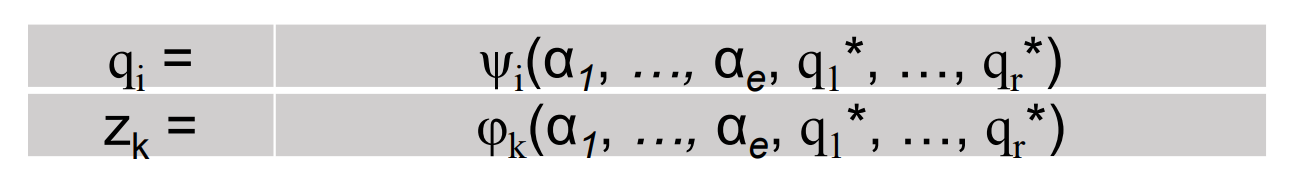 qᵢ = ψᵢ(α₁, …, αₑ, q₁*, …, qᵣ*)
zₖ = φₖ(α₁, …, αₑ, q₁*, …, qᵣ*)